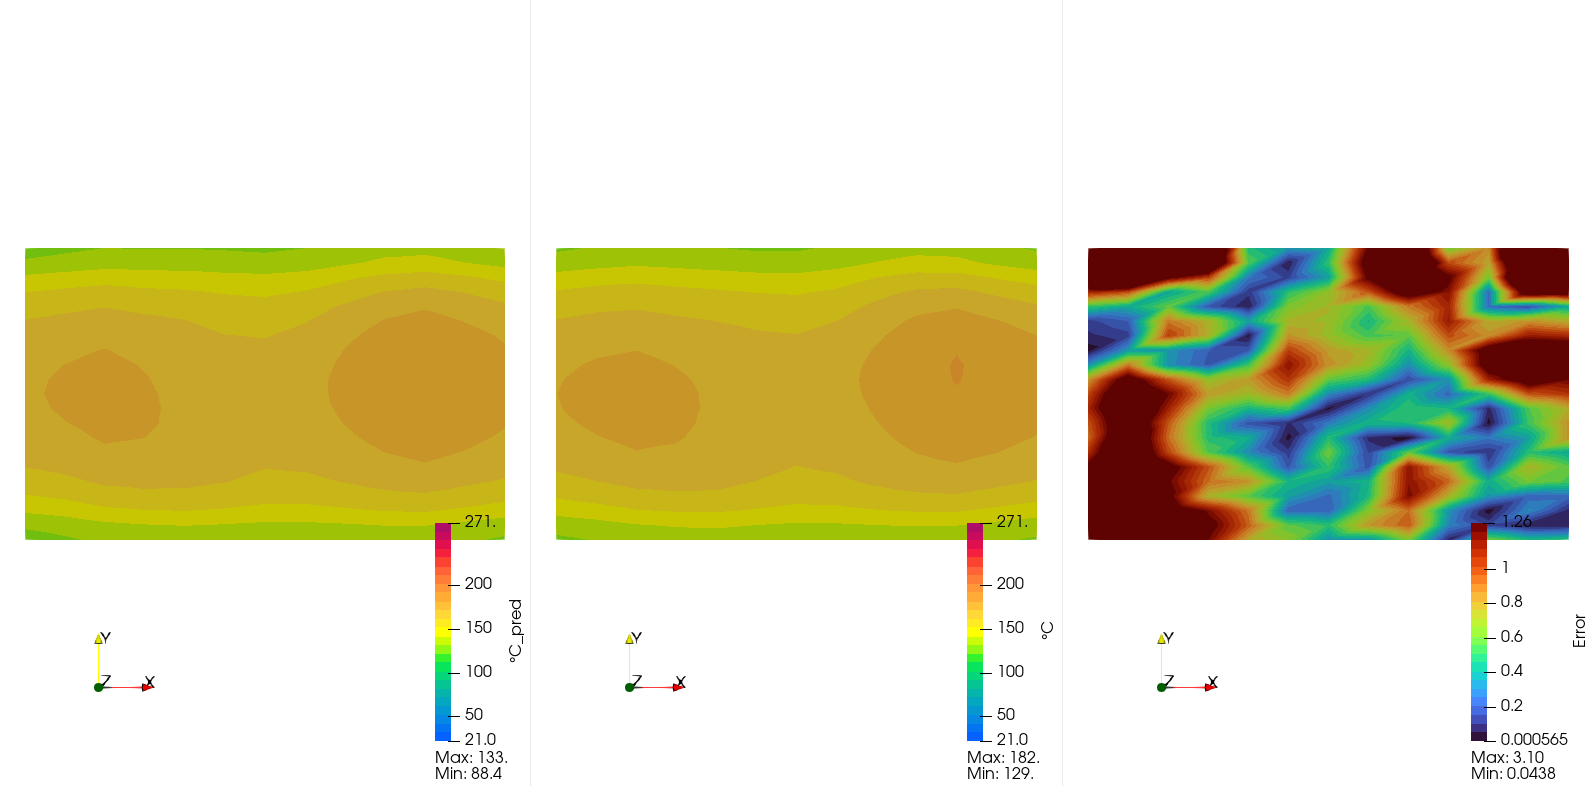 271.
200
150
100
50
21.0
°C_pred
Max: 133.
Min: 88.4
Y
Z
X
271.
200
150
100
50
21.0
°C
Max: 182.
Min: 129.
Y
Z
X
1.26
1
0.8
0.6
0.4
0.2
0.000565
Error
Max: 3.10
Min: 0.0438
Y
Z
X